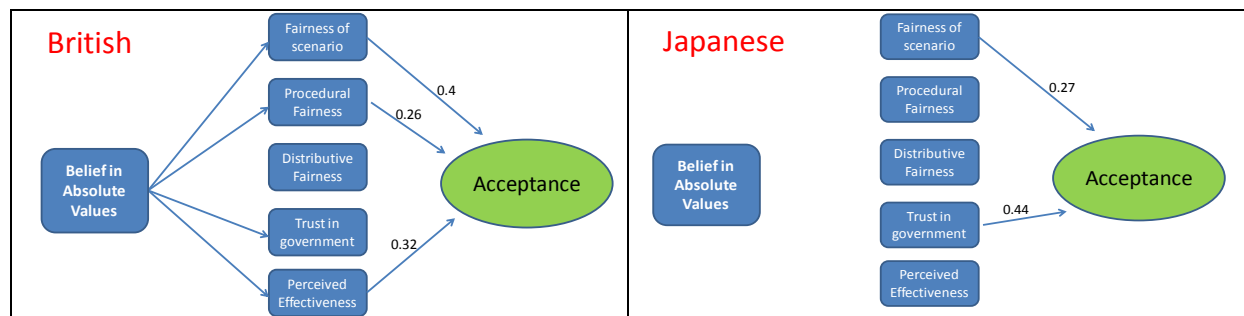 British
Fairness of
scenario
0.4
Procedural
Fairness
0.26
Distributive
Fairness
Belief in
Absolute
Values
Acceptance
Trust in
government
0.32
Perceived
Effectiveness
Japanese
Fairness of
scenario
0.27
Procedural
Fairness
Distributive
Fairness
Belief in
Absolute
Values
Acceptance
Trust in
government
0.44
Perceived
Effectiveness